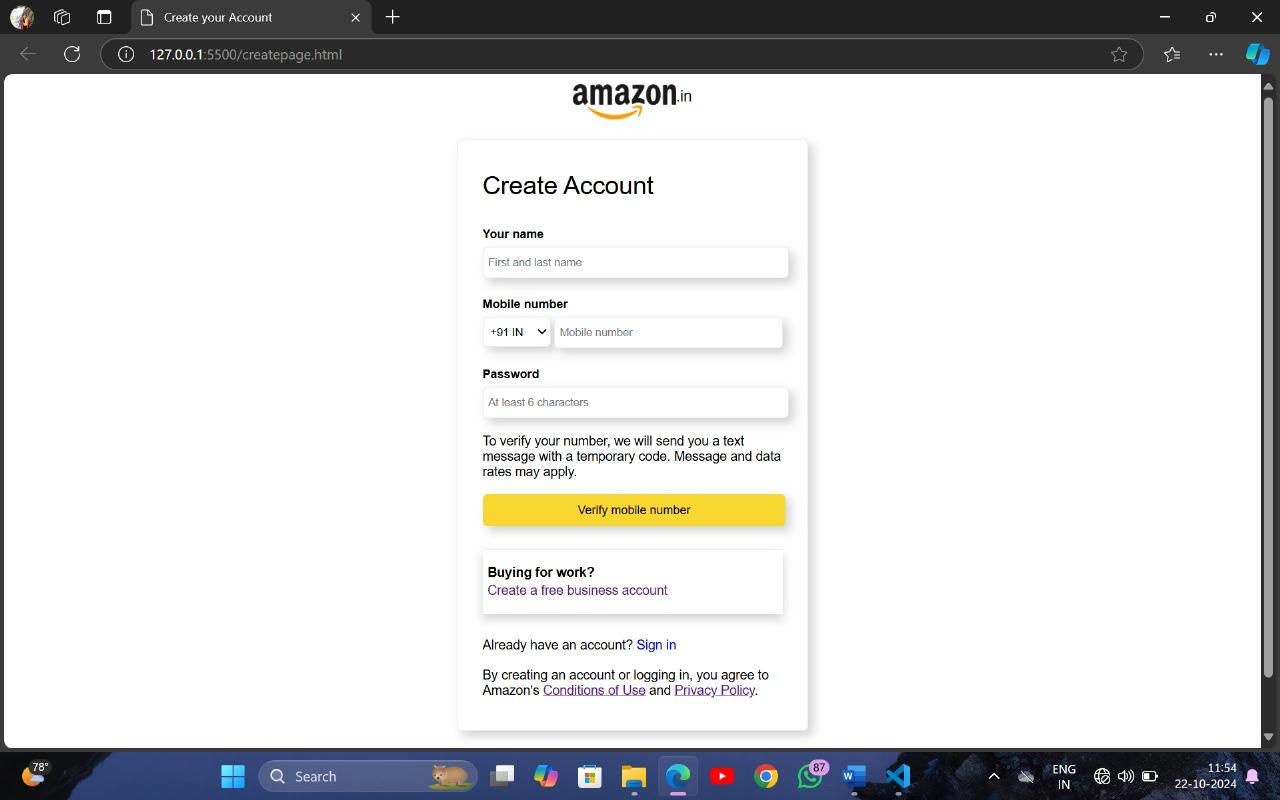 Create your Account
127.0.0.1:5500/createpage.html
amazon.in
Create Account
Your name
First and last name
Mobile number
+91 IN
Mobile number
Password
At least 6 characters
To verify your number, we will send you a text
message with a temporary code. Message and data
rates may apply.
Verify mobile number
Buying for work?
Create a free business account
Already have an account? Sign in
By creating an account or logging in, you agree to
Amazon's Conditions of Use and Privacy Policy.
78°
Search
87
W
ENG
IN
11:54
22-10-2024